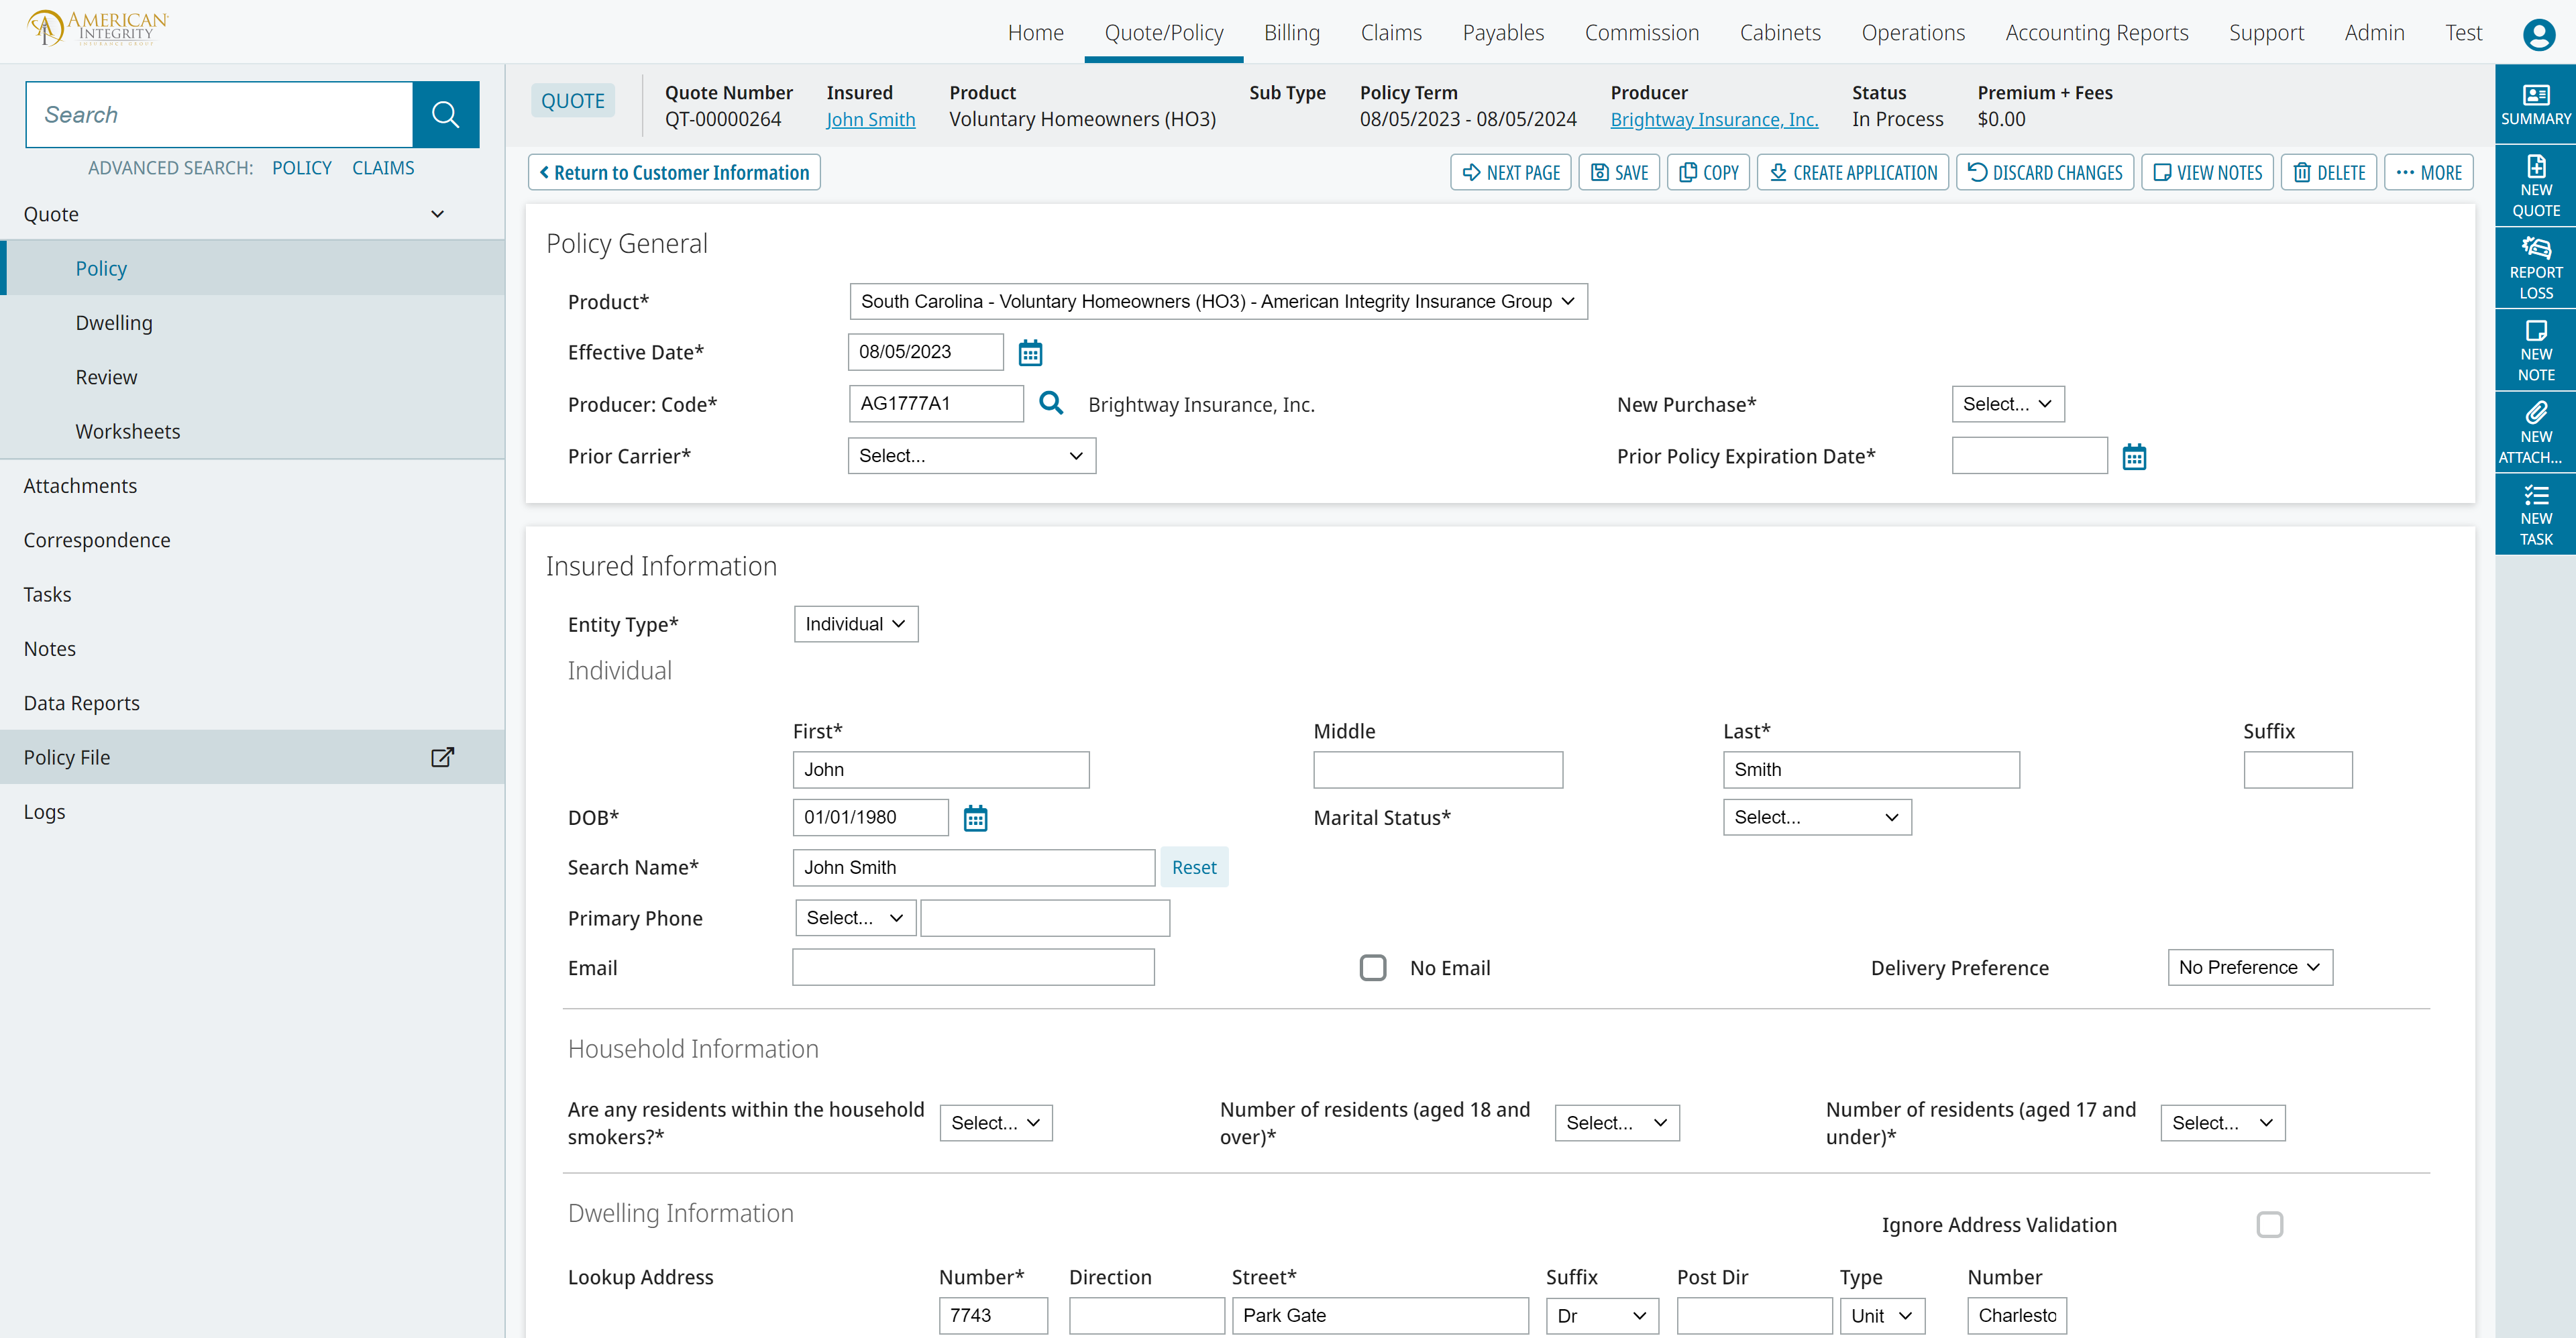 AMERICAN
INTEGRITY
INSURANCE GROUP
Home Quote/Policy Billing Claims Payables Commission Cabinets Operations Accounting Reports Support Admin Test
Search
ADVANCED SEARCH: POLICY CLAIMS
Quote
Policy
Dwelling
Review
Worksheets
Attachments
Correspondence
Tasks
Notes
Data Reports
Policy File
Logs
QUOTE
Quote Number Insured Product Sub Type Policy Term Producer Status Premium + Fees
QT-00000264 John Smith Voluntary Homeowners (HO3) 08/05/2023 - 08/05/2024 Brightway Insurance, Inc. In Process $0.00
Return to Customer Information NEXT PAGE SAVE COPY CREATE APPLICATION DISCARD CHANGES VIEW NOTES DELETE MORE
Policy General
Product* South Carolina - Voluntary Homeowners (HO3) - American Integrity Insurance Group
Effective Date* 08/05/2023
Producer: Code* AG1777A1 Brightway Insurance, Inc. New Purchase* Select...
Prior Carrier* Select... Prior Policy Expiration Date*
Insured Information
Entity Type* Individual
Individual
First* Middle Last* Suffix
John Smith
DOB* 01/01/1980 Marital Status* Select...
Search Name* John Smith Reset
Primary Phone Select...
Email No Email Delivery Preference No Preference
Household Information
Are any residents within the household smokers?* Select... Number of residents (aged 18 and over)* Select... Number of residents (aged 17 and under)* Select...
Dwelling Information
Ignore Address Validation
Lookup Address Number* Direction Street* Suffix Post Dir Type Number
7743 Park Gate Dr Unit Charlesto
SUMMARY
NEW
QUOTE
REPORT
LOSS
NEW
NOTE
NEW
ATTACH...
NEW
TASK